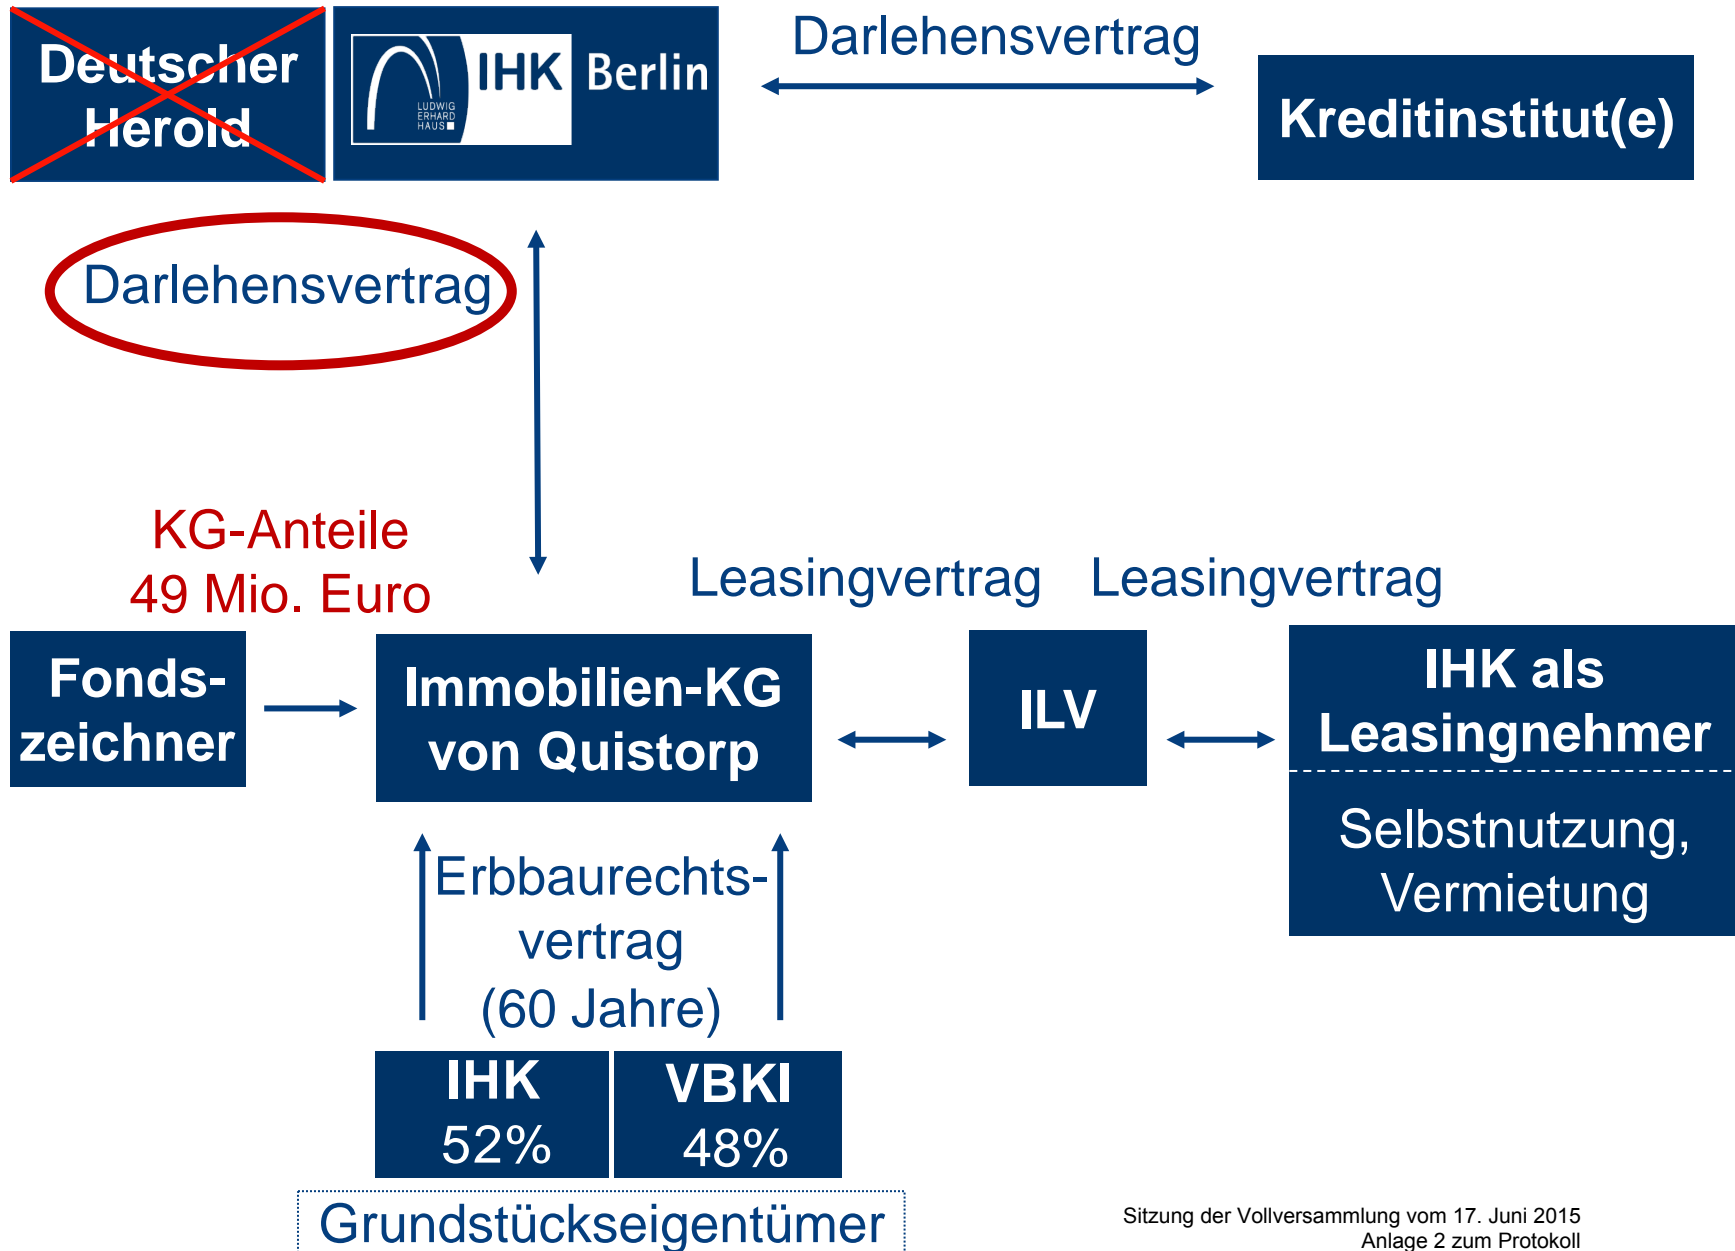 Deutscher
Herold
LUDWIG
ERHARD
HAUS
IHK Berlin
Darlehensvertrag
Kreditinstitut(e)
Darlehensvertrag
KG-Anteile
49 Mio. Euro
Leasingvertrag
Leasingvertrag
Fonds-
zeichner
Immobilien-KG
von Quistorp
ILV
IHK als
Leasingnehmer
Selbstnutzung,
Vermietung
Erbbaurechts-
vertrag
(60 Jahre)
IHK
52%
VBKI
48%
Grundstückseigentümer
Sitzung der Vollversammlung vom 17. Juni 2015
Anlage 2 zum Protokoll